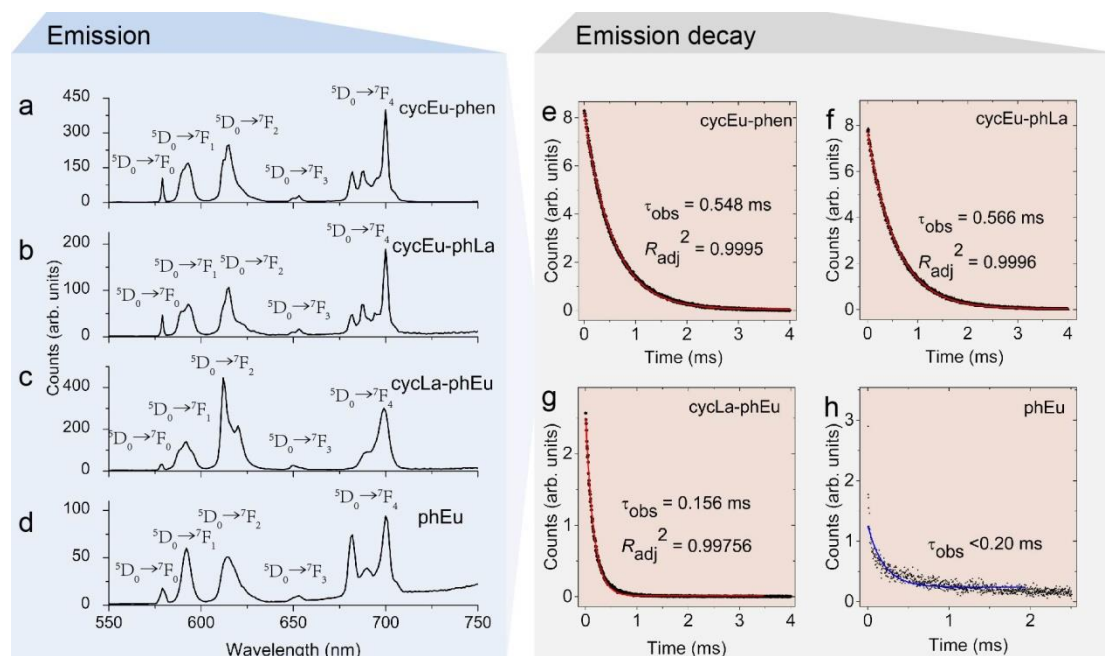 Emission
Emission decay
a
450
300
150
0
⁵D₀→⁷F₀
⁵D₀→⁷F₁
⁵D₀→⁷F₂
⁵D₀→⁷F₃
⁵D₀→⁷F₄
cycEu-phen
b
200
100
0
⁵D₀→⁷F₀
⁵D₀→⁷F₁
⁵D₀→⁷F₂
⁵D₀→⁷F₃
⁵D₀→⁷F₄
cycEu-phLa
c
400
200
0
⁵D₀→⁷F₀
⁵D₀→⁷F₁
⁵D₀→⁷F₂
⁵D₀→⁷F₃
⁵D₀→⁷F₄
cycLa-phEu
d
100
50
0
⁵D₀→⁷F₀
⁵D₀→⁷F₁
⁵D₀→⁷F₂
⁵D₀→⁷F₃
⁵D₀→⁷F₄
phEu
Counts (arb. units)
550 600 650 700 750
Wavelength (nm)
e
cycEu-phen
τobs = 0.548 ms
Radj² = 0.9995
Counts (arb. units)
8
6
4
2
0
0 1 2 3 4
Time (ms)
f
cycEu-phLa
τobs = 0.566 ms
Radj² = 0.9996
Counts (arb. units)
8
6
4
2
0
0 1 2 3 4
Time (ms)
g
cycLa-phEu
τobs = 0.156 ms
Radj² = 0.99756
Counts (arb. units)
2
1
0
0 1 2 3 4
Time (ms)
h
phEu
τobs <0.20 ms
Counts (arb. units)
3
2
1
0
0 1 2
Time (ms)